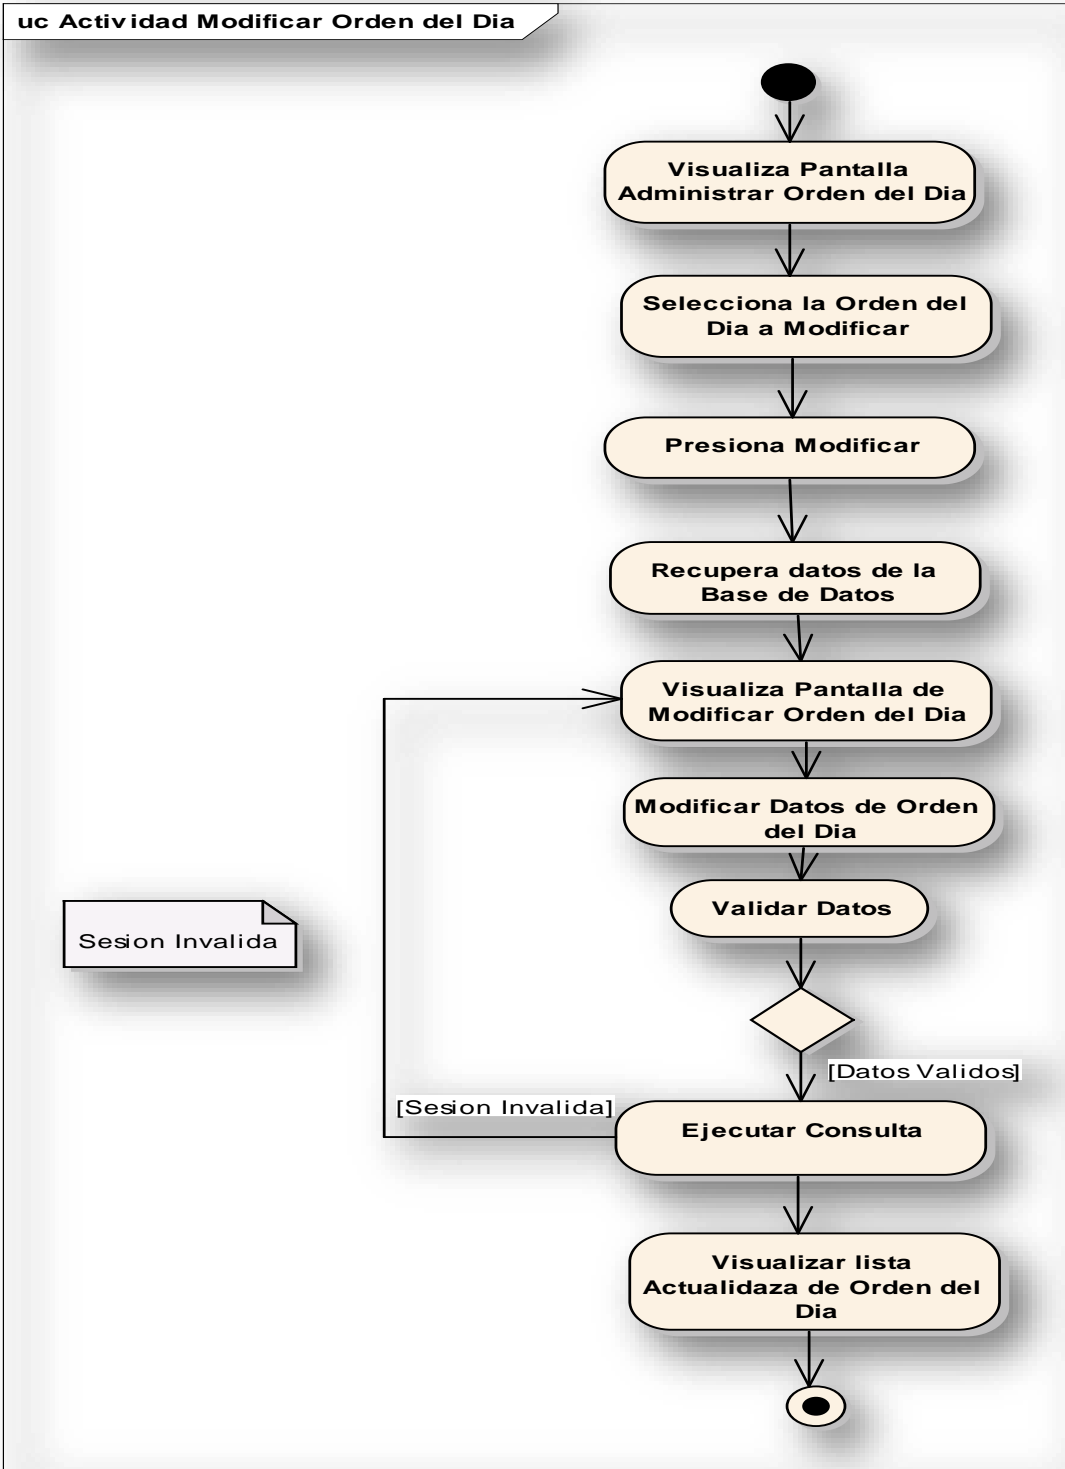 uc Actividad Modificar Orden del Dia
Visualiza Pantalla
Administrar Orden del Dia
Selecciona la Orden del
Dia a Modificar
Presiona Modificar
Recupera datos de la
Base de Datos
Visualiza Pantalla de
Modificar Orden del Dia
Modificar Datos de Orden
del Dia
Validar Datos
Sesion Invalida
[Datos Validos]
[Sesion Invalida]
Ejecutar Consulta
Visualizar lista
Actualidaza de Orden del
Dia